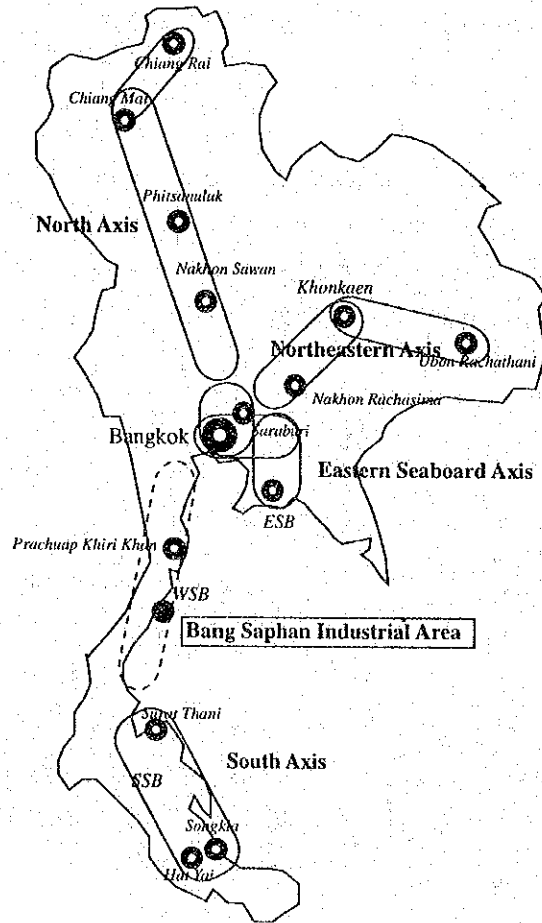 Chiang Rai
Chiang Mai
Phitsanuluk
North Axis
Nakhon Sawan
Khonkaen
Northeastern Axis
Ubon Rachathani
Nakhon Rachasima
Bangkok
Saraburi
Eastern Seaboard Axis
ESB
Prachuap Khiri Khan
WSB
Bang Saphan Industrial Area
Surat Thani
South Axis
SSB
Songkla
Hat Yai